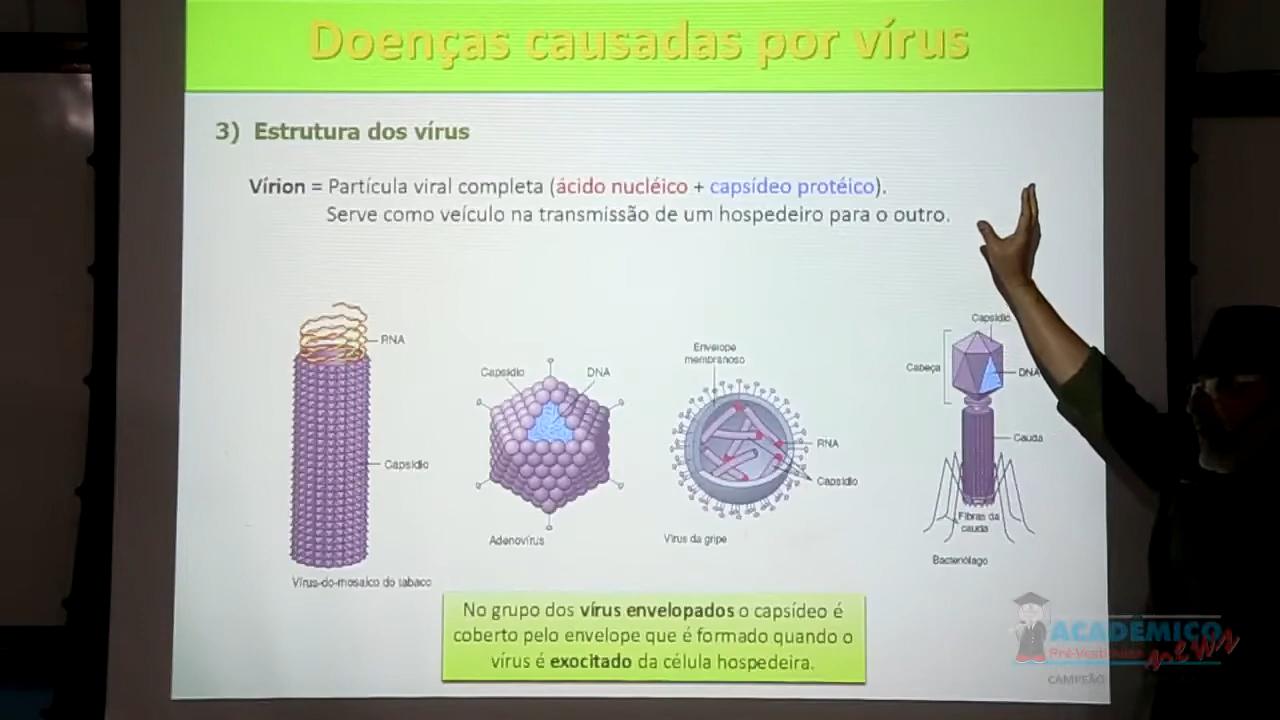 Doenças causadas por vírus
3) Estrutura dos vírus
Vírion = Partícula viral completa (ácido nucléico + capsídeo protéico).
Serve como veículo na transmissão de um hospedeiro para o outro.
RNA
Capsídio
Vírus-do-mosaico do tabaco
Capsídio
DNA
Adenovírus
Envelope
membranoso
RNA
Capsídio
Vírus da gripe
Capsídio
Cabeça
DNA
Cauda
Fibras da
cauda
Bacteriófago
No grupo dos vírus envelopados o capsídeo é
coberto pelo envelope que é formado quando o
vírus é exocitado da célula hospedeira.
ACADÊMICO
Pré-Vestibular
news
CAMPEÃO